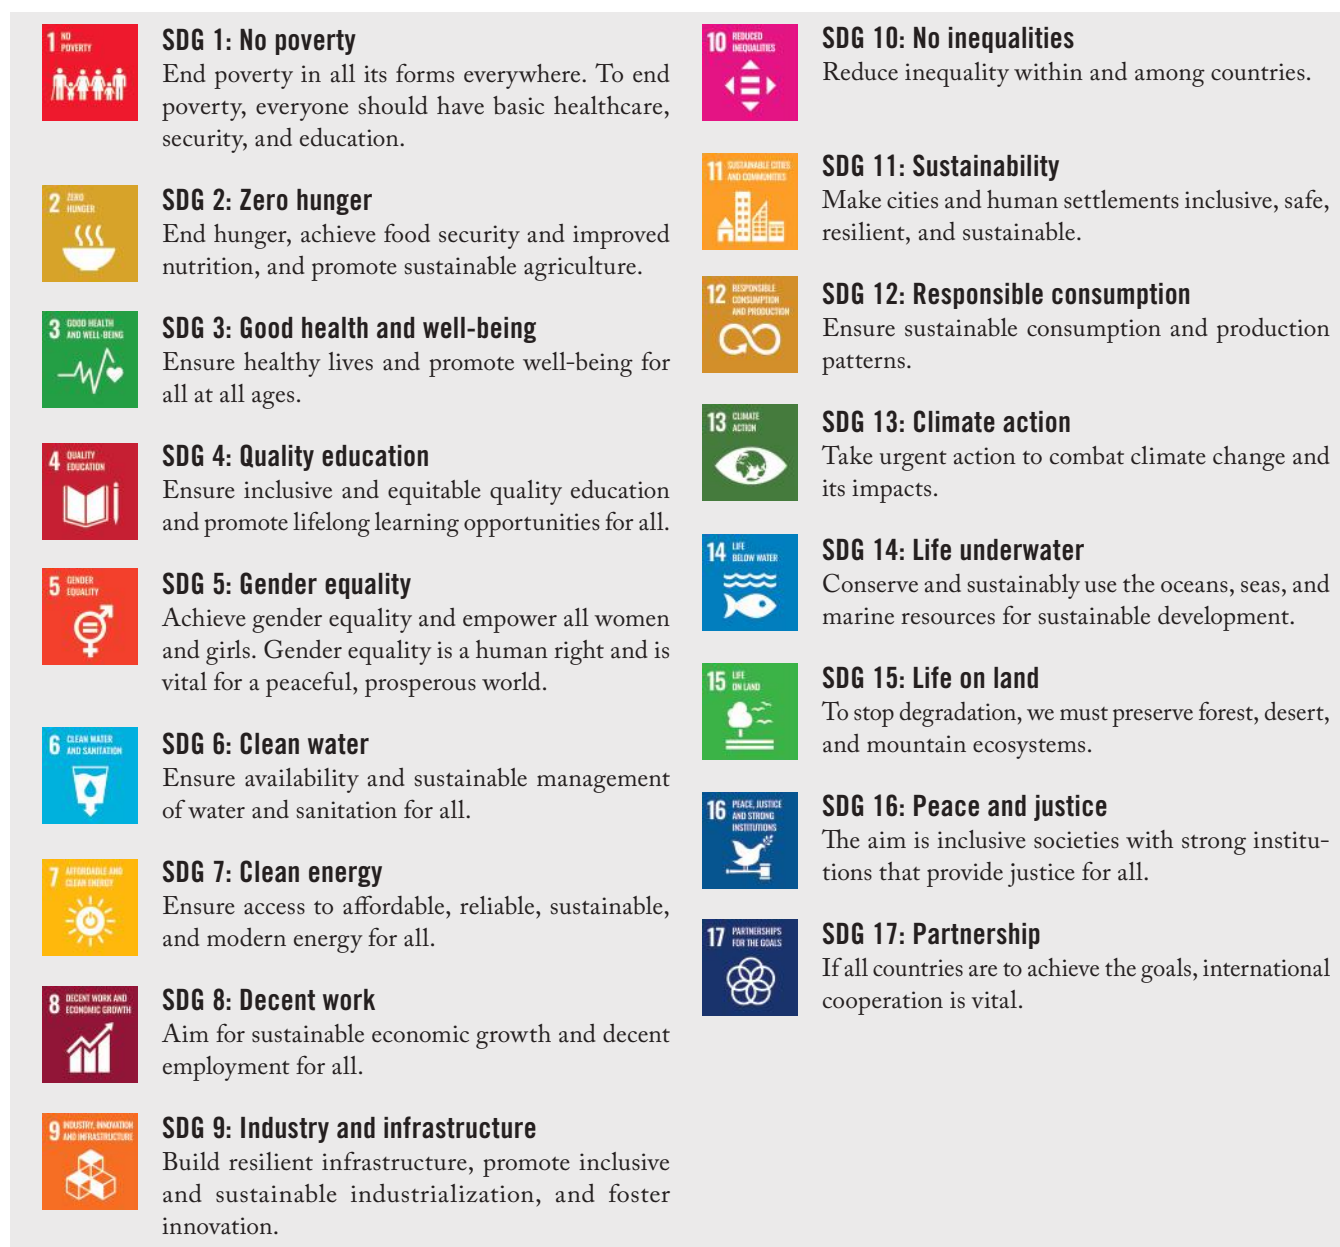 1 NO
POVERTY
SDG 1: No poverty
End poverty in all its forms everywhere. To end
poverty, everyone should have basic healthcare,
security, and education.
2 ZERO
HUNGER
SDG 2: Zero hunger
End hunger, achieve food security and improved
nutrition, and promote sustainable agriculture.
3 GOOD HEALTH
AND WELL-BEING
SDG 3: Good health and well-being
Ensure healthy lives and promote well-being for
all at all ages.
4 QUALITY
EDUCATION
SDG 4: Quality education
Ensure inclusive and equitable quality education
and promote lifelong learning opportunities for all.
5 GENDER
EQUALITY
SDG 5: Gender equality
Achieve gender equality and empower all women
and girls. Gender equality is a human right and is
vital for a peaceful, prosperous world.
6 CLEAN WATER
AND SANITATION
SDG 6: Clean water
Ensure availability and sustainable management
of water and sanitation for all.
7 AFFORDABLE AND
CLEAN ENERGY
SDG 7: Clean energy
Ensure access to affordable, reliable, sustainable,
and modern energy for all.
8 DECENT WORK AND
ECONOMIC GROWTH
SDG 8: Decent work
Aim for sustainable economic growth and decent
employment for all.
9 INDUSTRY, INNOVATION
AND INFRASTRUCTURE
SDG 9: Industry and infrastructure
Build resilient infrastructure, promote inclusive
and sustainable industrialization, and foster
innovation.
10 REDUCED
INEQUALITIES
SDG 10: No inequalities
Reduce inequality within and among countries.
11 SUSTAINABLE CITIES
AND COMMUNITIES
SDG 11: Sustainability
Make cities and human settlements inclusive, safe,
resilient, and sustainable.
12 RESPONSIBLE
CONSUMPTION
AND PRODUCTION
SDG 12: Responsible consumption
Ensure sustainable consumption and production
patterns.
13 CLIMATE
ACTION
SDG 13: Climate action
Take urgent action to combat climate change and
its impacts.
14 LIFE
BELOW WATER
SDG 14: Life underwater
Conserve and sustainably use the oceans, seas, and
marine resources for sustainable development.
15 LIFE
ON LAND
SDG 15: Life on land
To stop degradation, we must preserve forest, desert,
and mountain ecosystems.
16 PEACE, JUSTICE
AND STRONG
INSTITUTIONS
SDG 16: Peace and justice
The aim is inclusive societies with strong institu-
tions that provide justice for all.
17 PARTNERSHIPS
FOR THE GOALS
SDG 17: Partnership
If all countries are to achieve the goals, international
cooperation is vital.